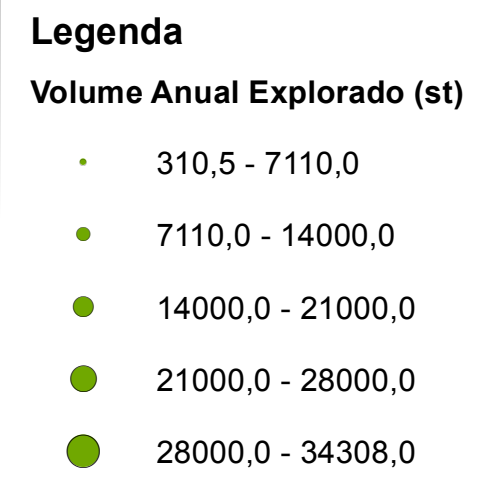 Legenda
Volume Anual Explorado (st)
310,5 - 7110,0
7110,0 - 14000,0
14000,0 - 21000,0
21000,0 - 28000,0
28000,0 - 34308,0